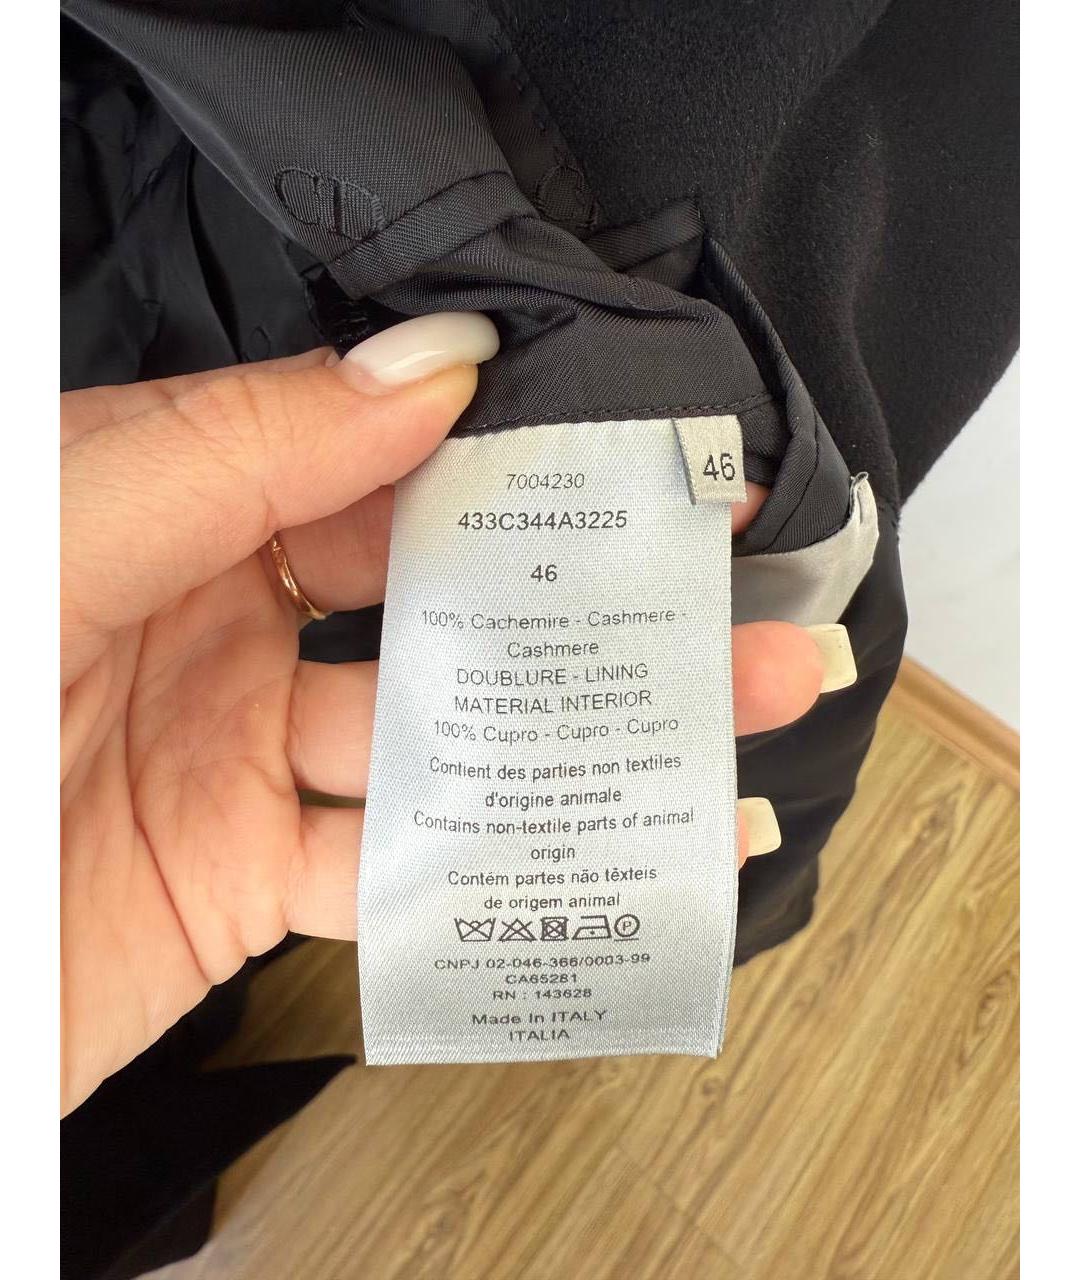 CD
46
7004230
433C344A3225
46
100% Cachemire - Cashmere -
Cashmere
DOUBLURE - LINING
MATERIAL INTERIOR
100% Cupro - Cupro - Cupro
Contient des parties non textiles
d'origine animale
Contains non-textile parts of animal
origin
Contém partes não têxteis
de origem animal
P
CNPJ 02-046-366/0003-99
CA65281
RN : 143628
Made In ITALY
ITALIA